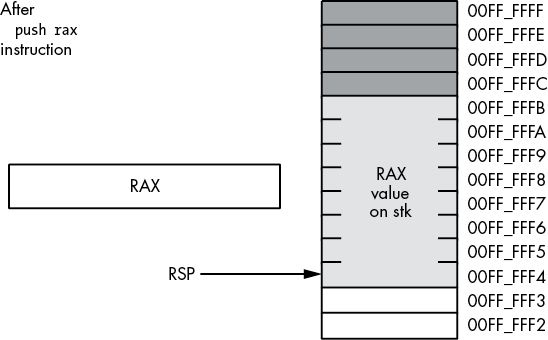 After
push rax
instruction
00FF_FFFF
00FF_FFFE
00FF_FFFD
00FF_FFFC
00FF_FFFB
00FF_FFFA
00FF_FFF9
00FF_FFF8
00FF_FFF7
00FF_FFF6
00FF_FFF5
00FF_FFF4
00FF_FFF3
00FF_FFF2
RAX
RAX
value
on stk
RSP